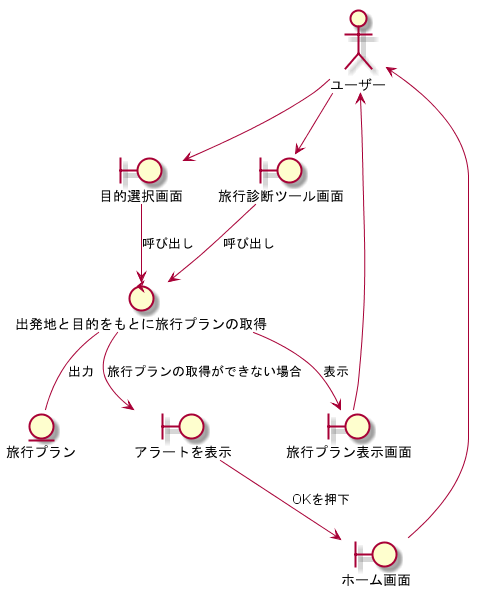 ユーザー
目的選択画面
旅行診断ツール画面
呼び出し
呼び出し
出発地と目的をもとに旅行プランの取得
出力
旅行プランの取得ができない場合
表示
旅行プラン
アラートを表示
旅行プラン表示画面
OKを押下
ホーム画面